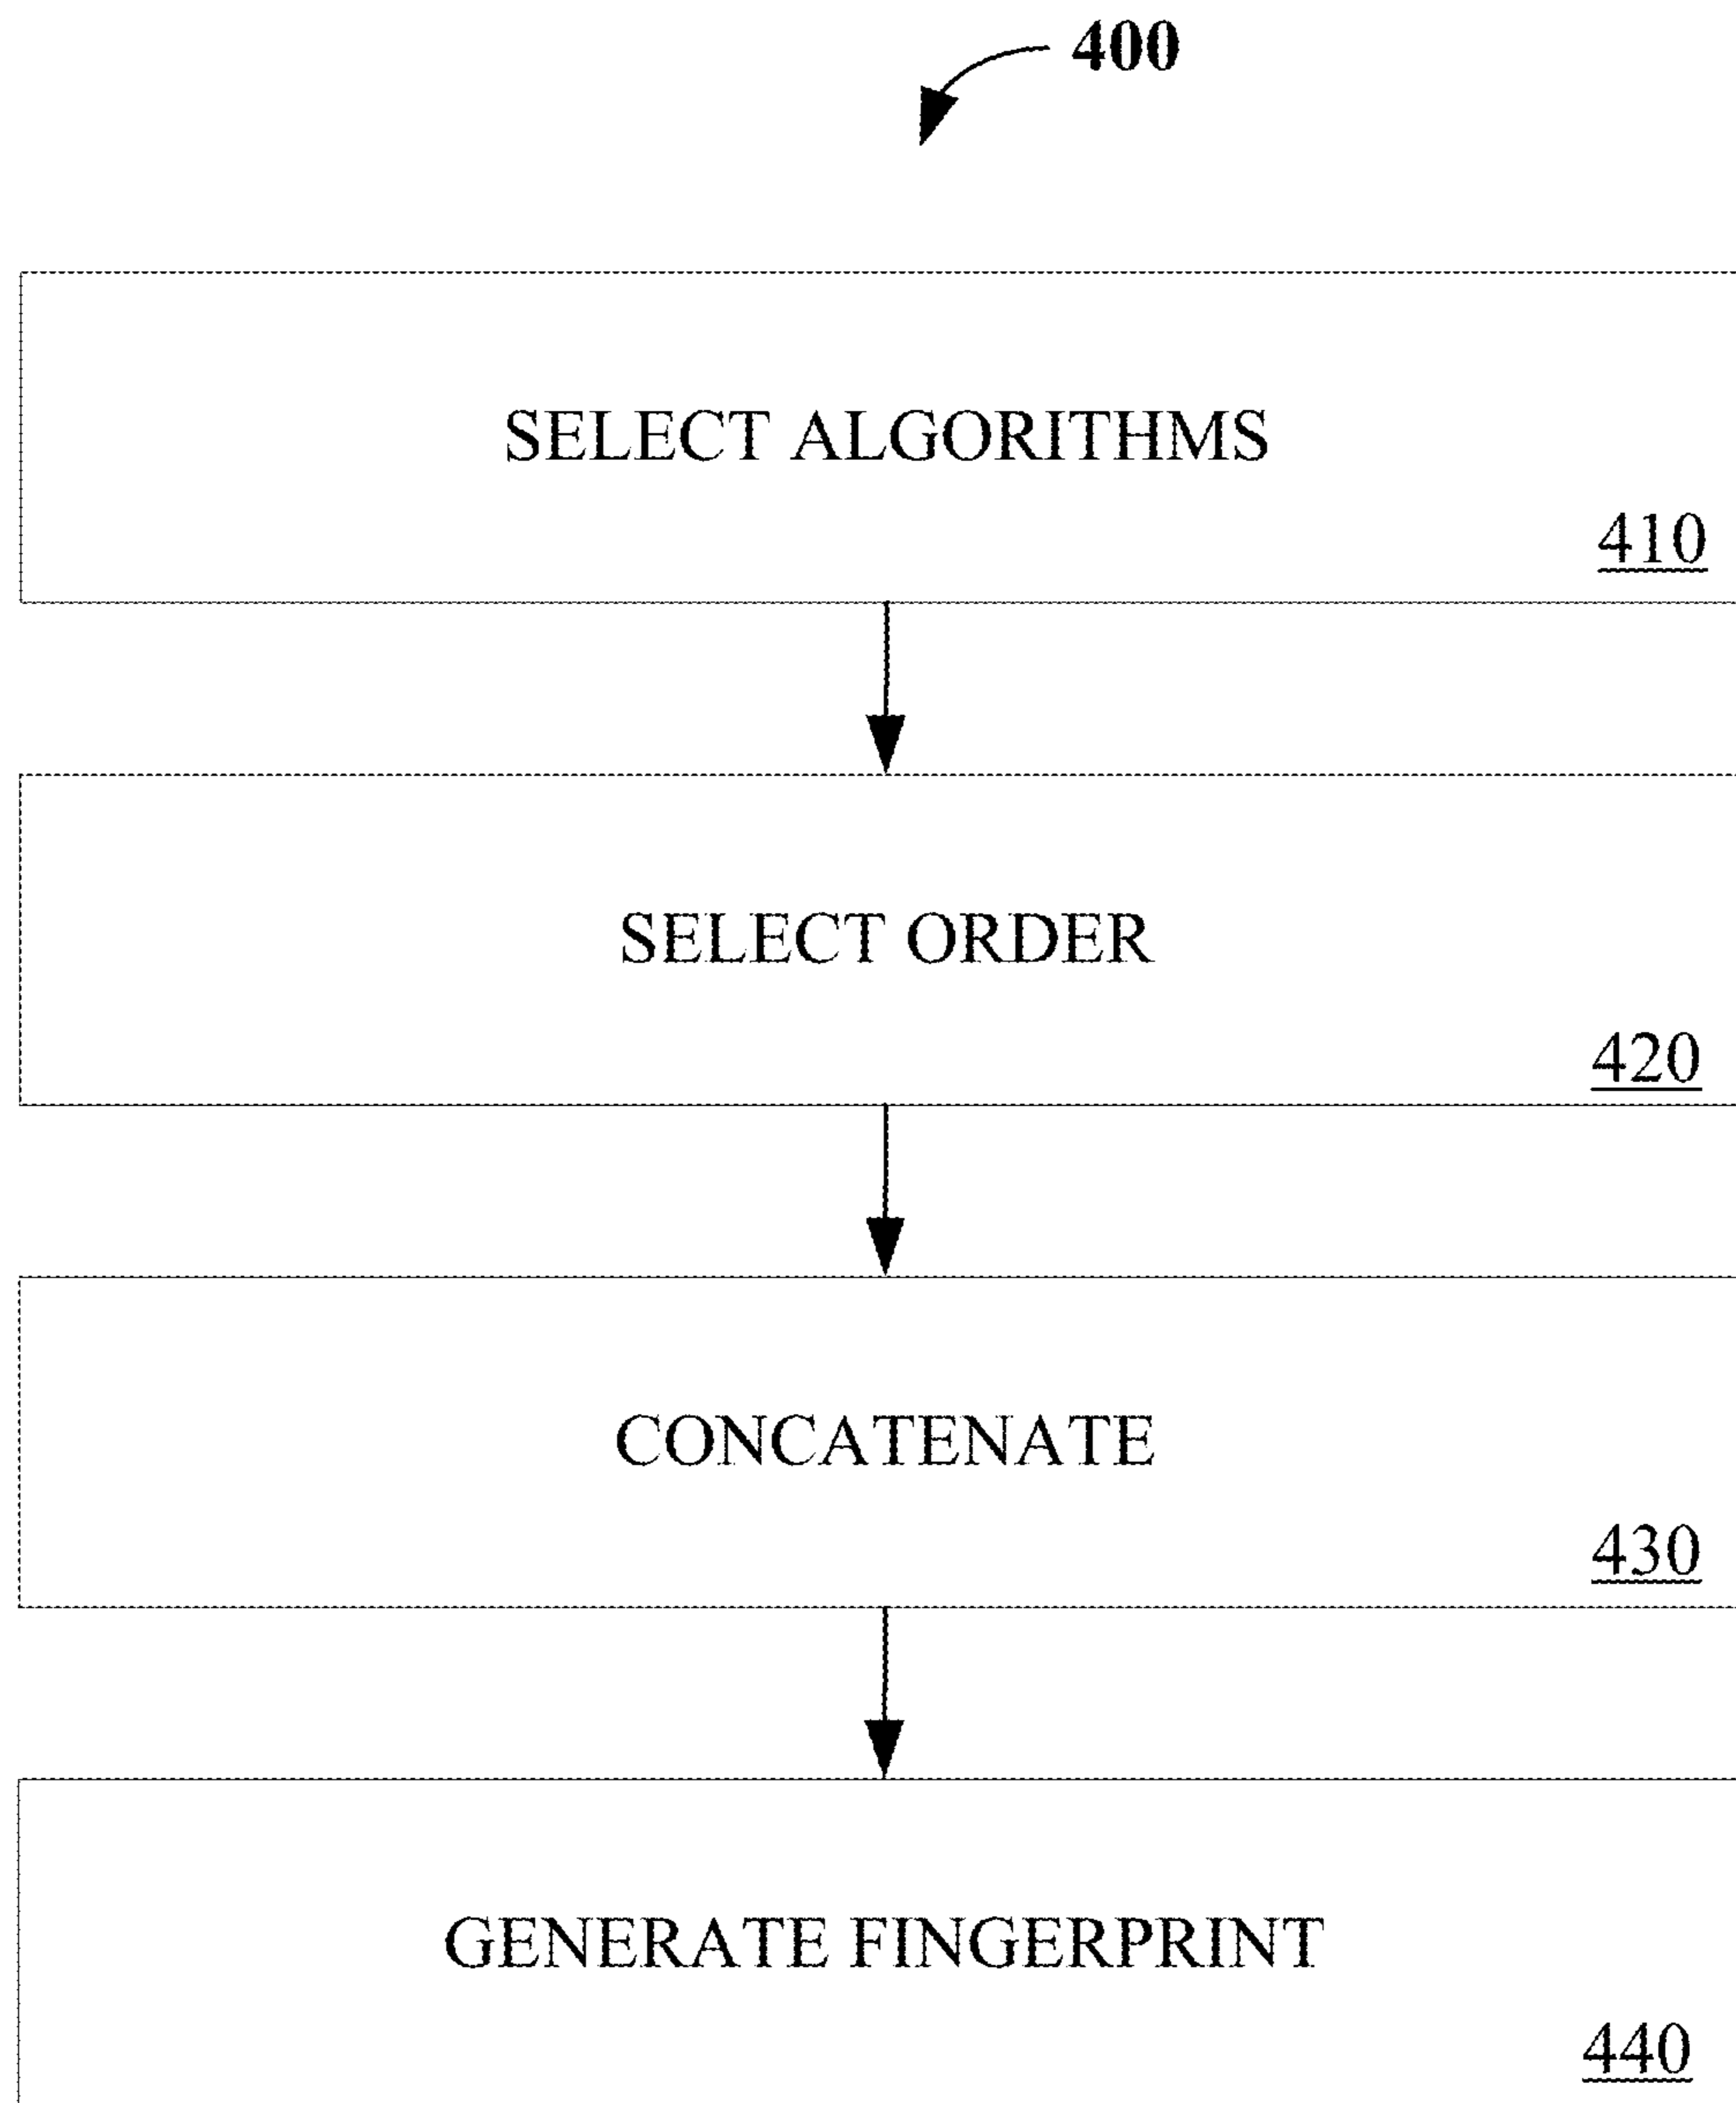 400
SELECT ALGORITHMS
410
SELECT ORDER
420
CONCATENATE
430
GENERATE FINGERPRINT
440